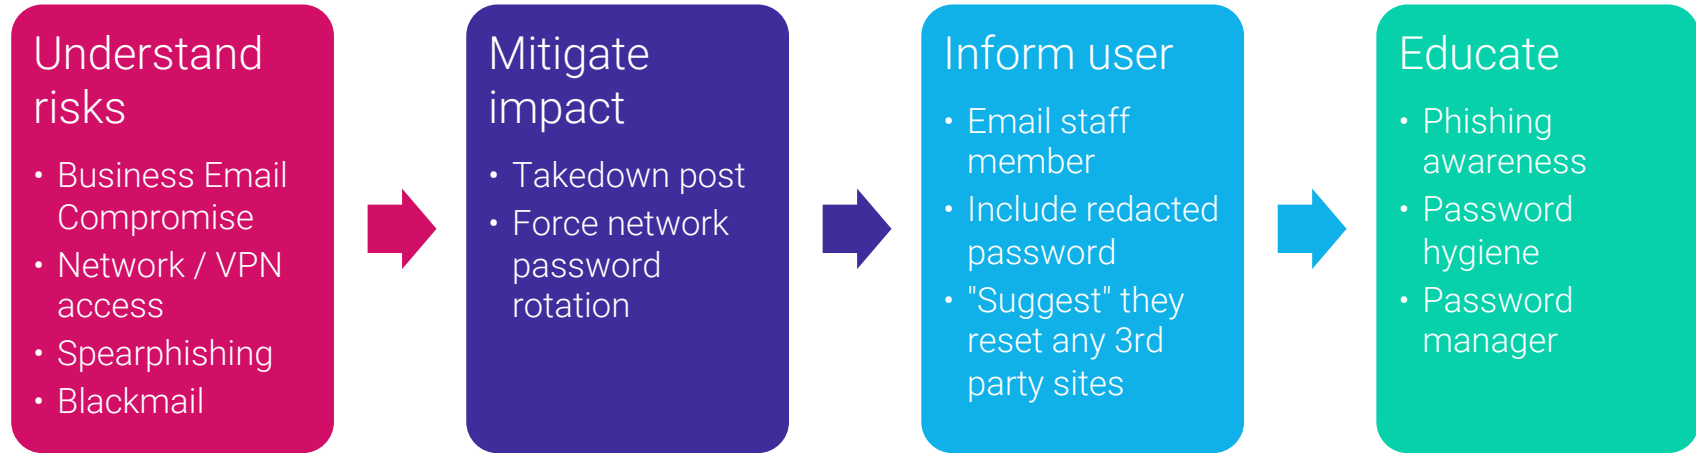 Understand
risks
• Business Email
Compromise
• Network / VPN
access
• Spearphishing
• Blackmail
Mitigate
impact
• Takedown post
• Force network
password
rotation
Inform user
• Email staff
member
• Include redacted
password
• "Suggest" they
reset any 3rd
party sites
Educate
• Phishing
awareness
• Password
hygiene
• Password
manager